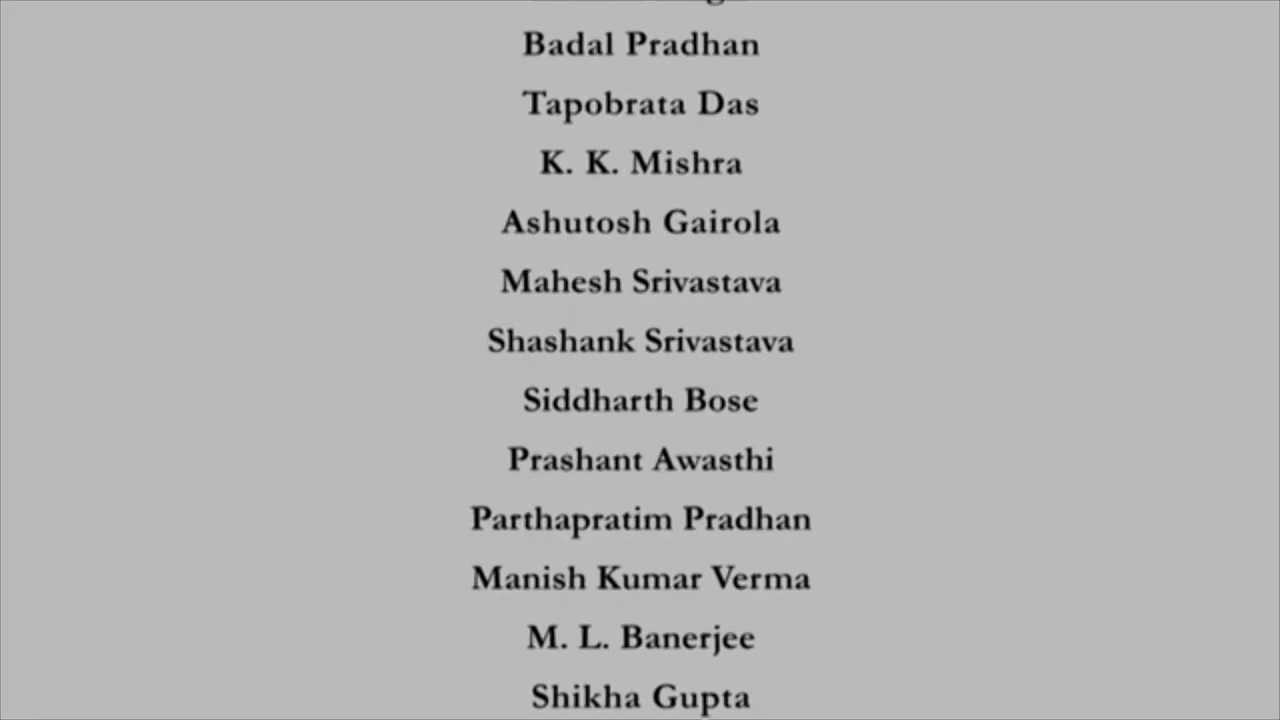 Badal Pradhan
Tapobrata Das
K. K. Mishra
Ashutosh Gairola
Mahesh Srivastava
Shashank Srivastava
Siddharth Bose
Prashant Awasthi
Parthapratim Pradhan
Manish Kumar Verma
M. L. Banerjee
Shikha Gupta